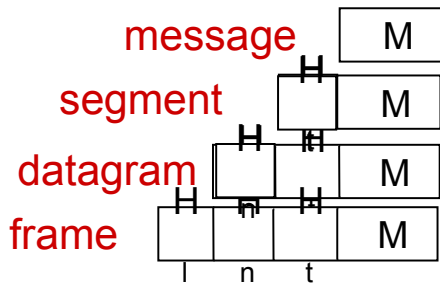 message M
H
segment M
H H
t
datagram M
H n H
frame M
l n t